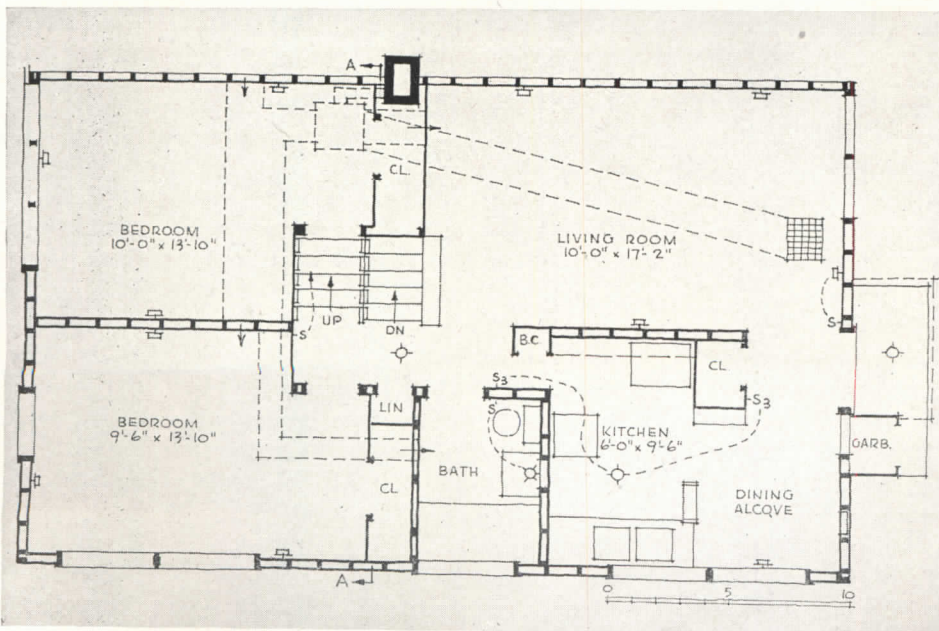 A
BEDROOM
10'-0" x 13'-10"
CL.
LIVING ROOM
10'-0" x 17'-2"
UP
DN
S
S
B.C.
CL
S3
S3
S
BEDROOM
9'-6" x 13'-10"
LIN
KITCHEN
6'-0" x 9'-6"
GARB.
BATH
CL
DINING
ALCOVE
A
0 5 10